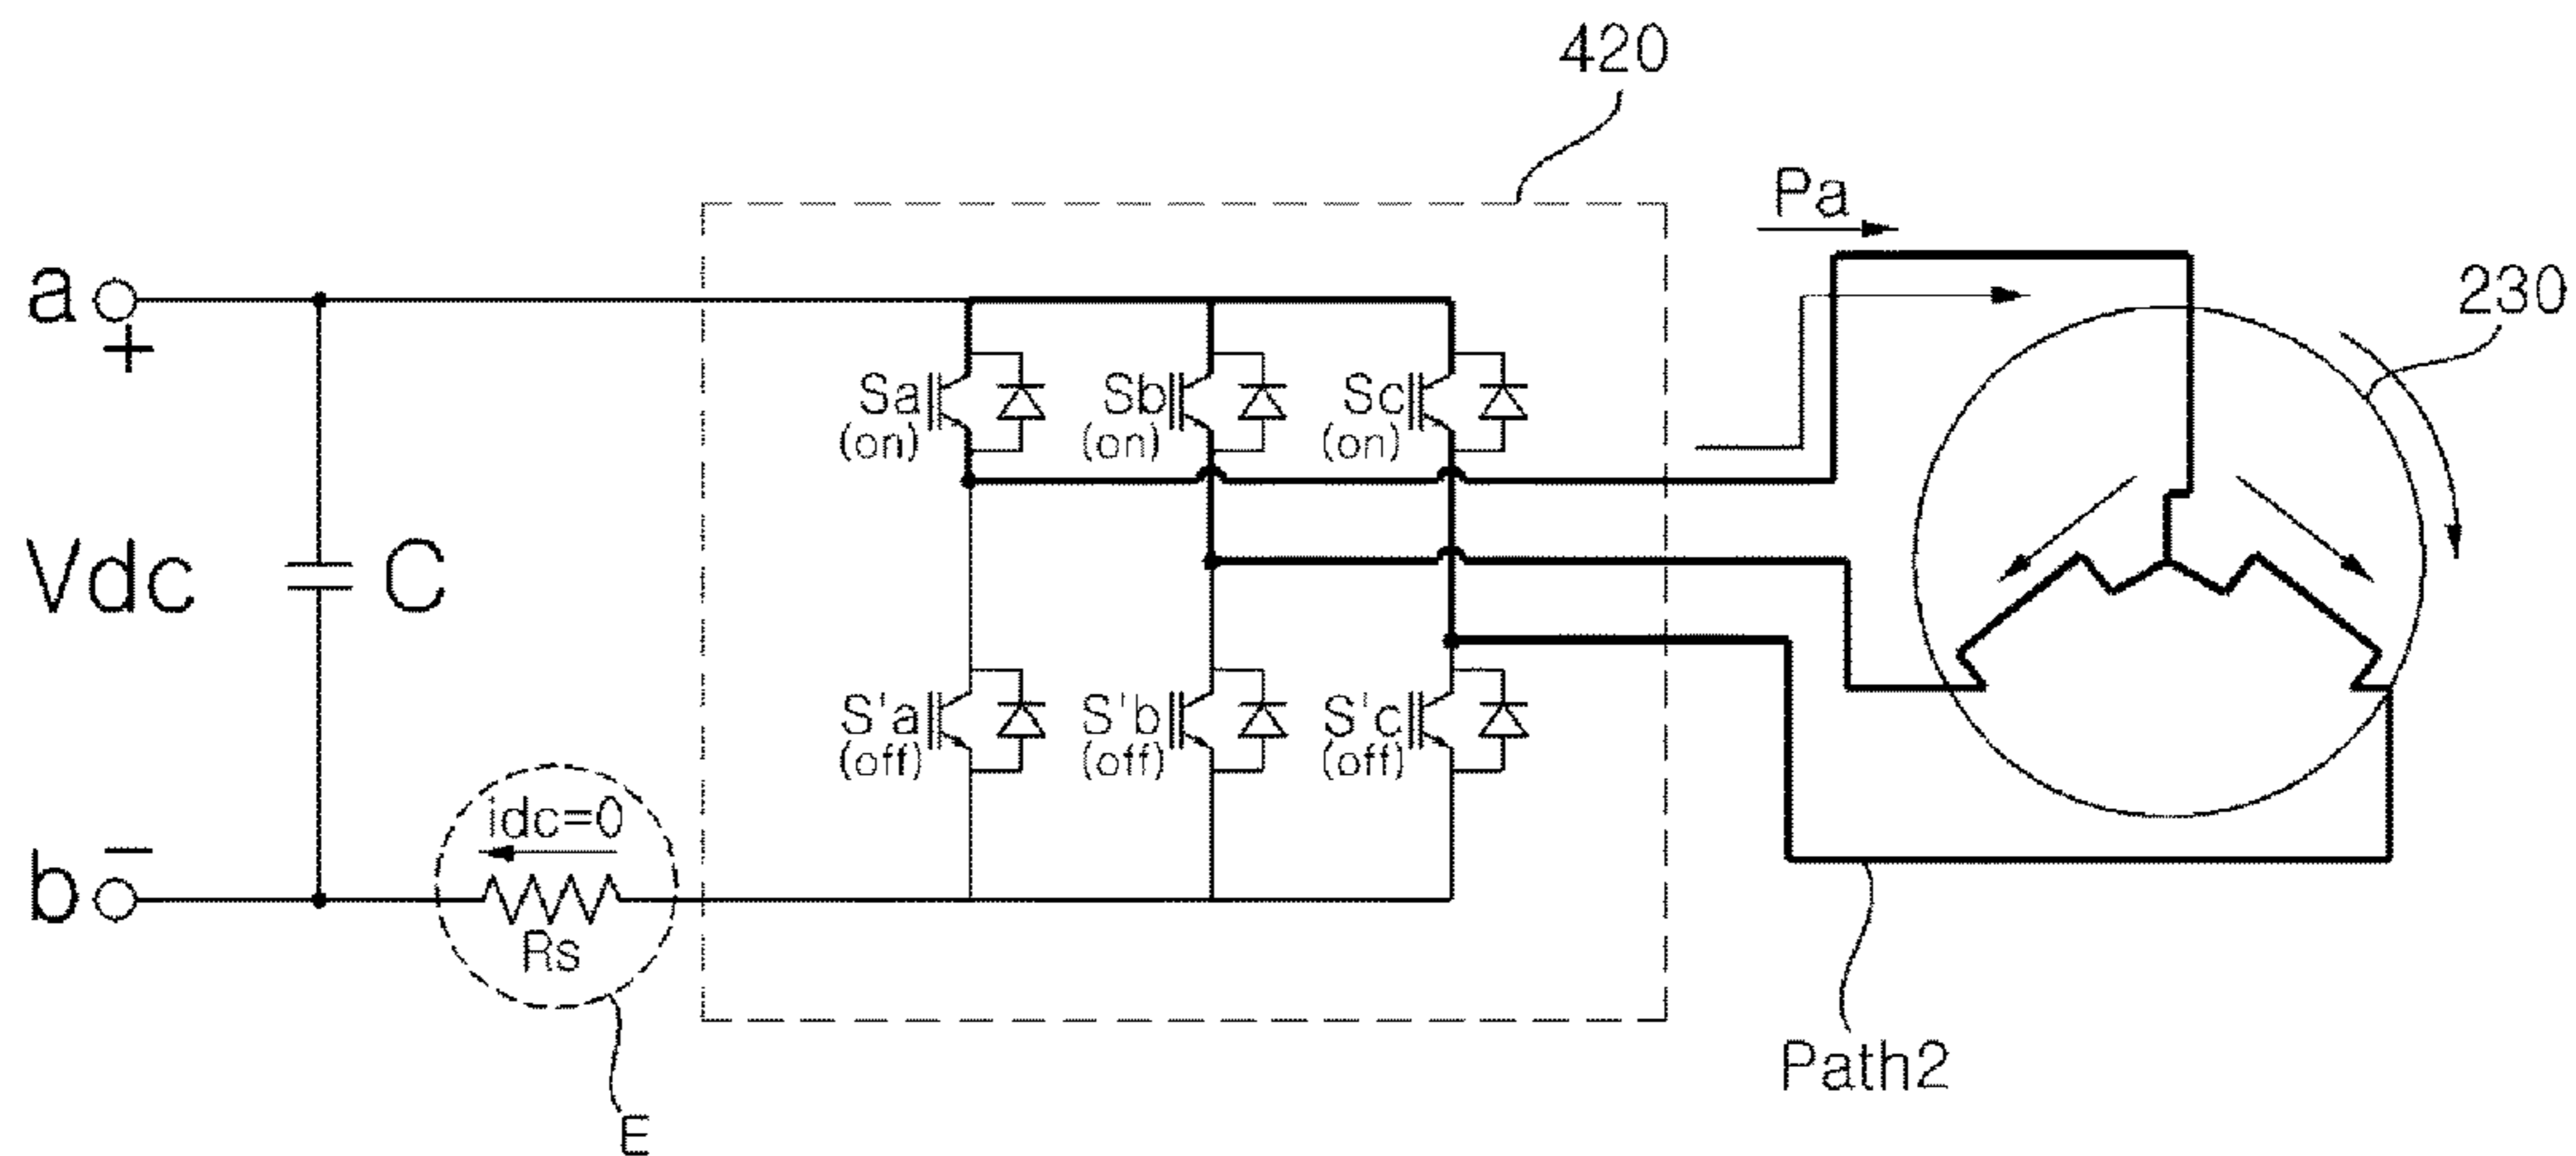 420
Pa
230
a
+
Sa
(on)
Sb
(on)
Sc
(on)
Vdc
C
S'a
(off)
S'b
(off)
S'c
(off)
idc=0
b
−
Rs
Path2
E